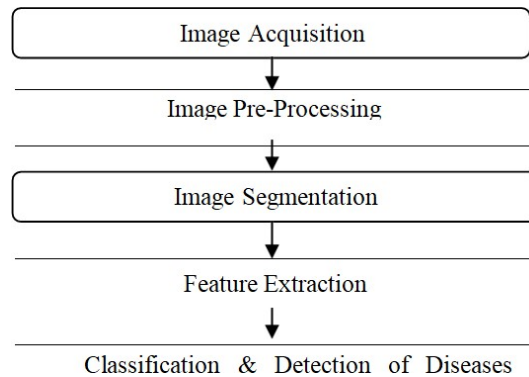 Image Acquisition
Image Pre-Processing
Image Segmentation
Feature Extraction
Classification & Detection of Diseases